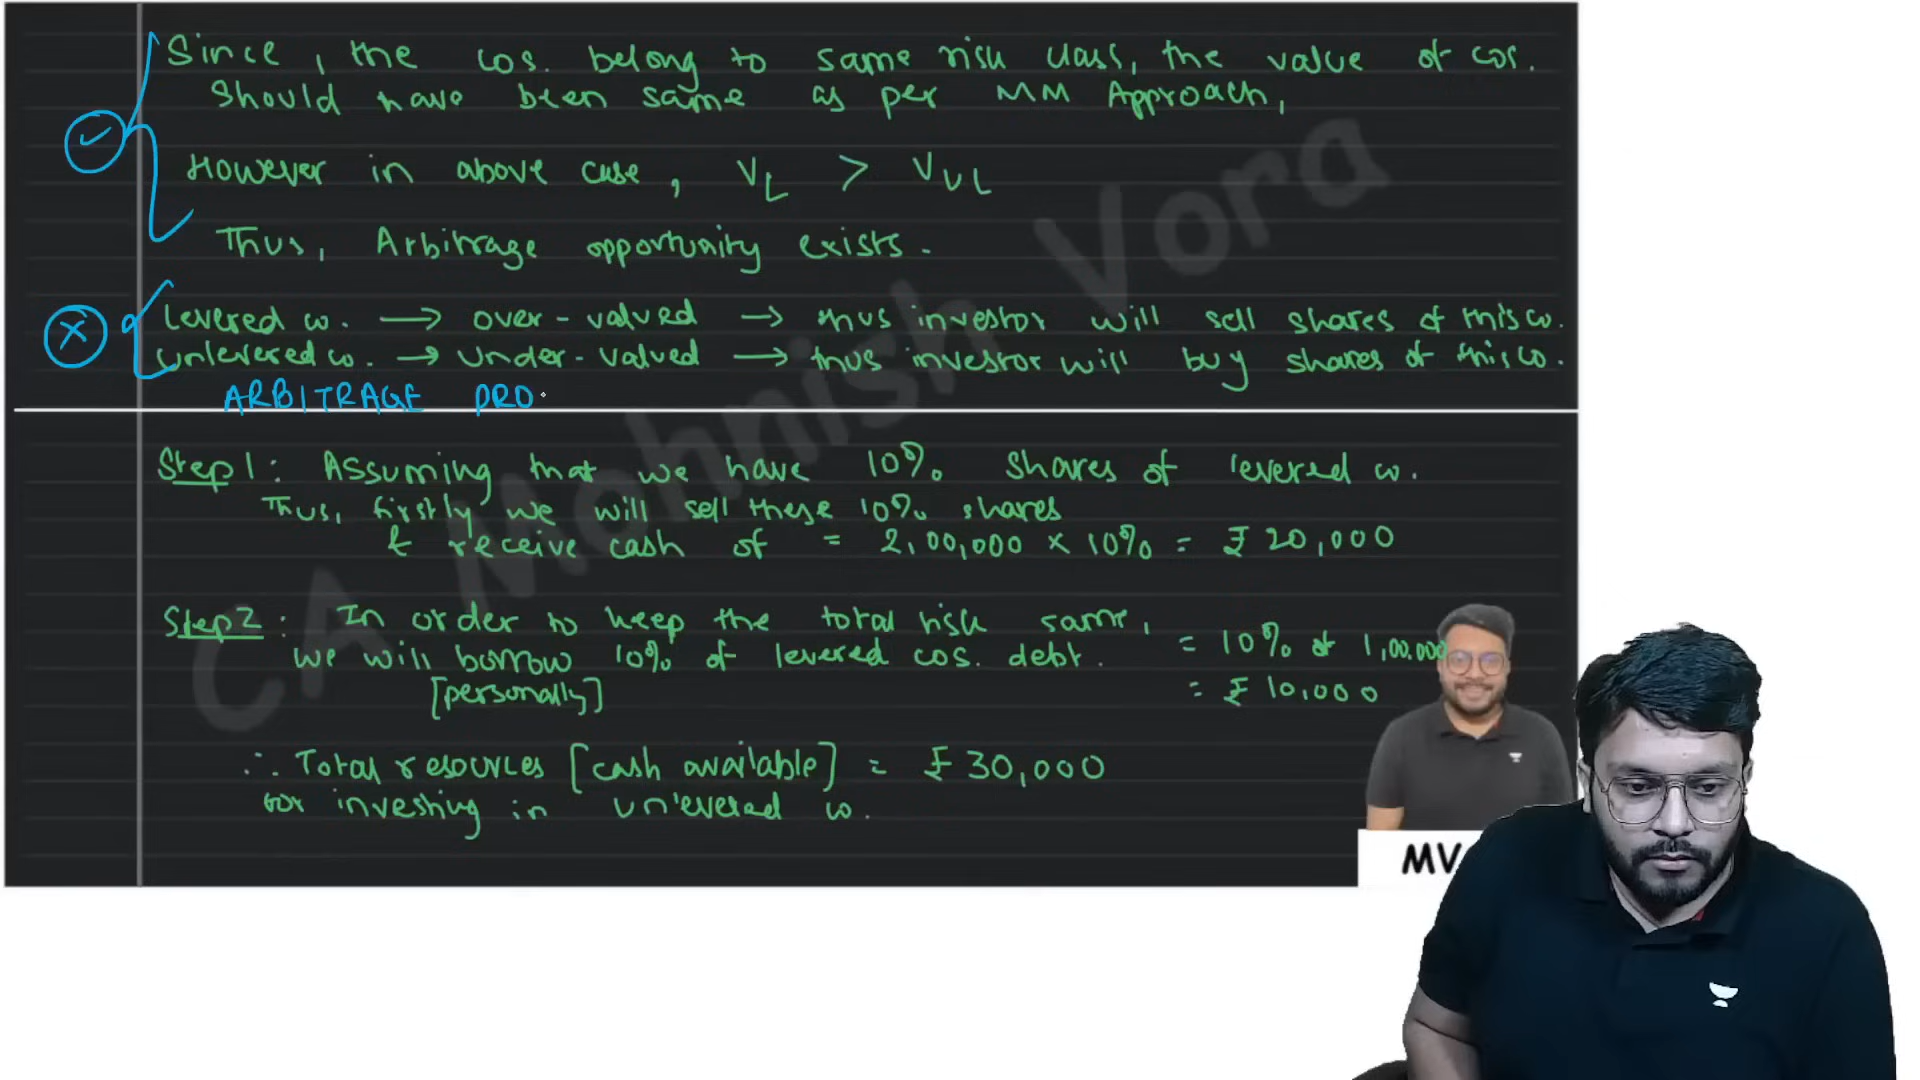 Since, the cos. belong to same risk class, the value of cos.
should have been same as per MM Approach,
However in above case, VL > VUL
Thus, Arbitrage opportunity exists.
Levered co. → over-valued → thus investor will sell shares of this co.
Unlevered co. → under-valued → thus investor will buy shares of this co.
ARBITRAGE PRO
Step 1: Assuming that we have 10% shares of levered co.
Thus, firstly we will sell these 10% shares
& receive cash of = 2,00,000 × 10% = ₹ 20,000
Step 2: In order to keep the total risk same,
we will borrow 10% of levered cos. debt.
[personally]
= 10% of 1,00,000
= ₹ 10,000
∴ Total resources [cash available] = ₹ 30,000
for investing in unlevered co.
CA Mohnish Vora
MV